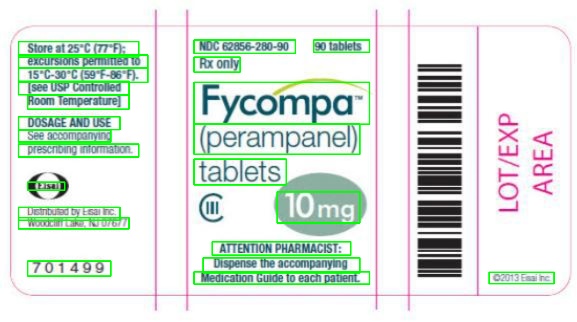 Store at 25°C (77°F);
excursions permitted to
15°C-30°C (59°F-86°F).
[see USP Controlled
Room Temperature]
DOSAGE AND USE
See accompanying
prescribing information.
Eisai
Distributed by Eisai Inc.
Woodcliff Lake, NJ 07677
701499
NDC 62856-280-90 90 tablets
Rx only
Fycompa™
(perampanel)
tablets
CIII
10 mg
ATTENTION PHARMACIST:
Dispense the accompanying
Medication Guide to each patient.
LOT/EXP
AREA
©2013 Eisai Inc.